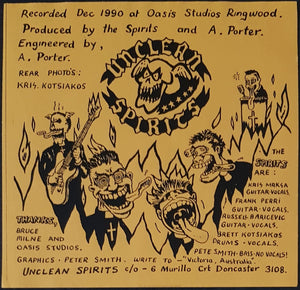 Recorded Dec 1990 at Oasis Studios Ringwood.
Produced by the Spirits and A. Porter.
Engineered by,
A. Porter.
REAR PHOTO'S:
KRIS. KOTSIAKOS
UNCLEAN
SPIRITS
THE
SPIRITS
ARE :
KRIS MAKSA
GUITAR-VOCALS.
FRANK PERRI
GUITAR-VOCALS.
RUSSELL BARICEVIC
GUITAR-VOCALS.
BRETT KOTSIAKOS
DRUMS-VOCALS.
PETE SMITH-BASS-NO VOCALS!
THANKS,
BRUCE
MILNE AND
OASIS STUDIOS.
GRAPHICS - PETER SMITH. WRITE TO - "Victoria, Australia".
UNCLEAN SPIRITS c/o - 6 Murillo Crt Doncaster 3108.